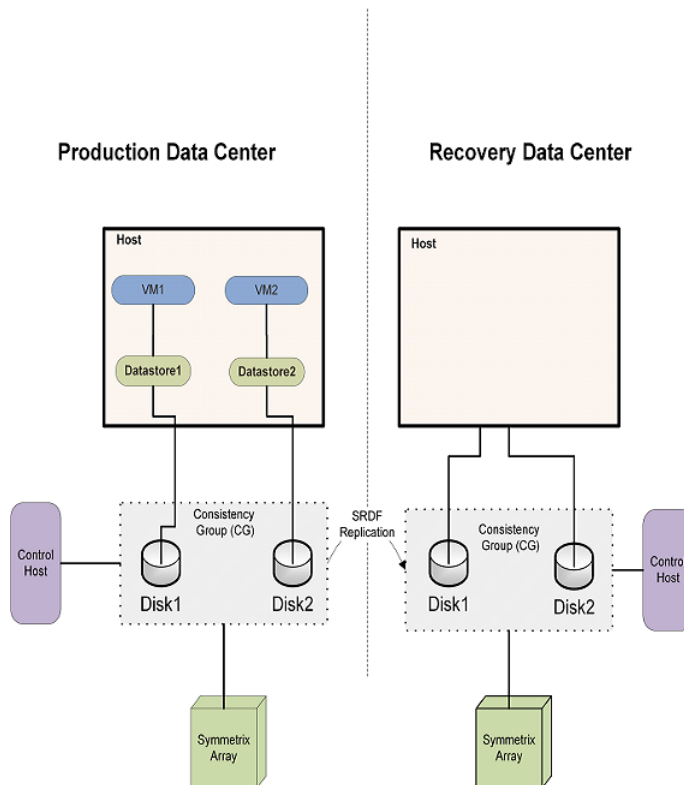 Production Data Center
Recovery Data Center
Host
VM1
VM2
Datastore1
Datastore2
Host
Control
Host
Consistency
Group (CG)
Disk1
Disk2
SRDF
Replication
Consistency
Group (CG)
Disk1
Disk2
Control
Host
Symmetrix
Array
Symmetrix
Array